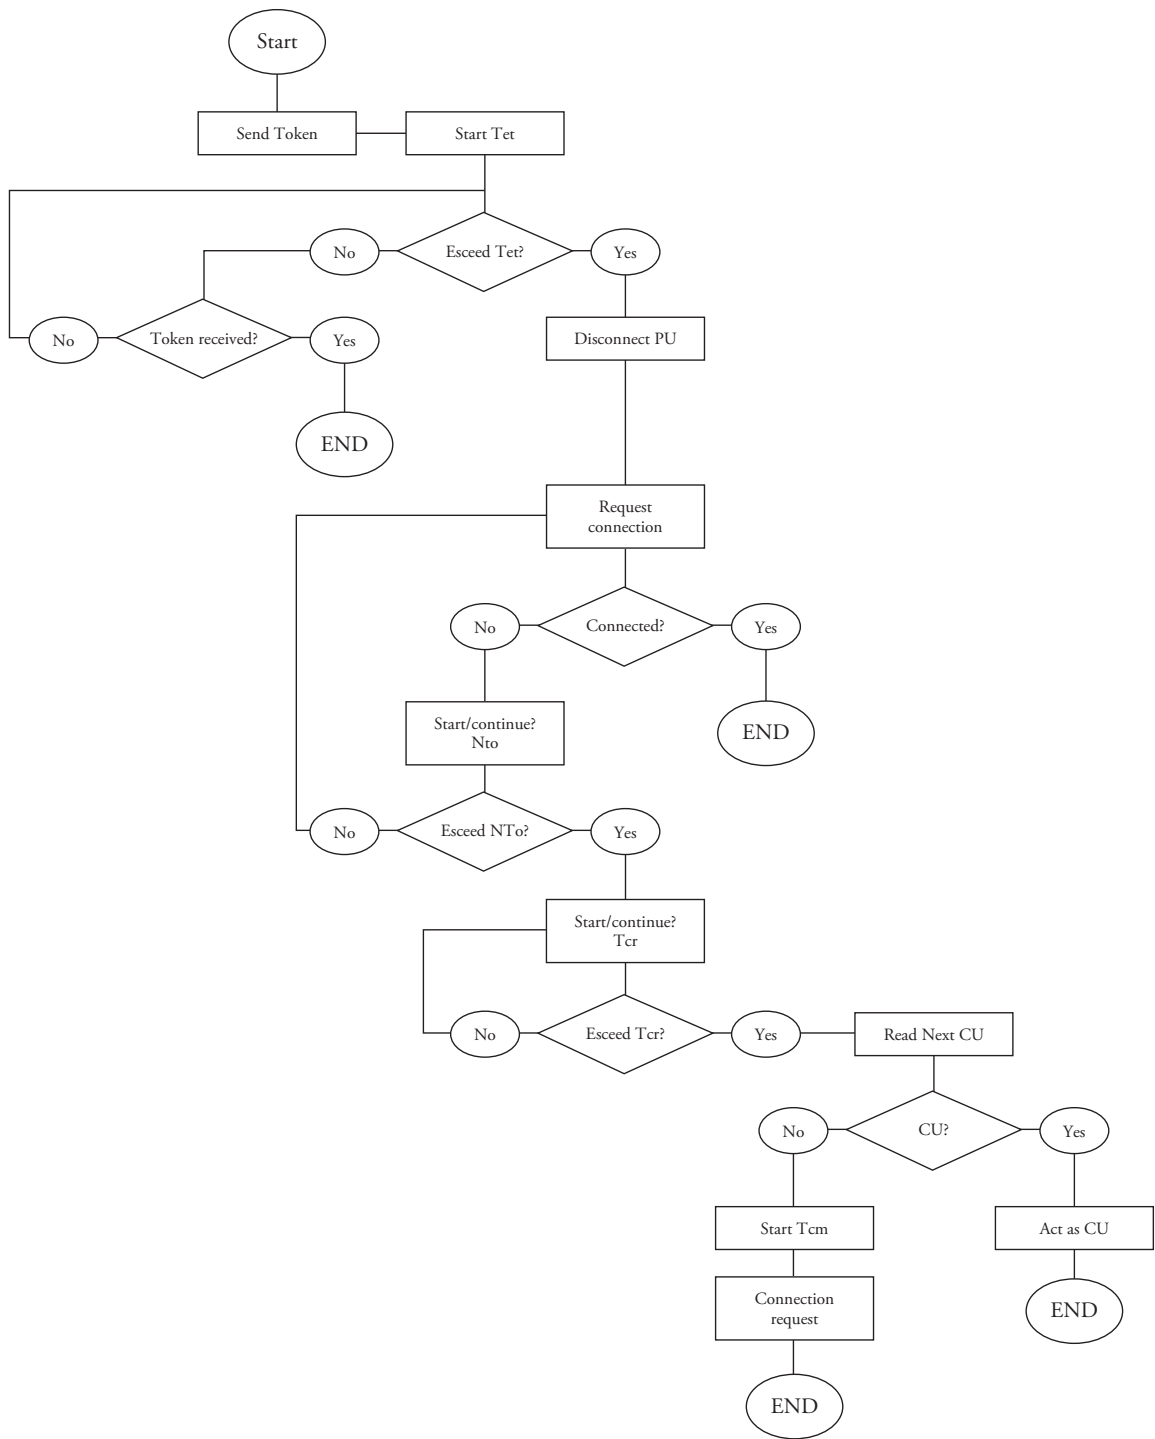 Start
Send Token
Start Tet
No
Esceed Tet?
Yes
No
Token received?
Yes
Disconnect PU
END
Request
connection
No
Connected?
Yes
Start/continue?
Nto
END
No
Esceed NTo?
Yes
Start/continue?
Tcr
No
Esceed Tcr?
Yes
Read Next CU
No
CU?
Yes
Start Tcm
Act as CU
Connection
request
END
END